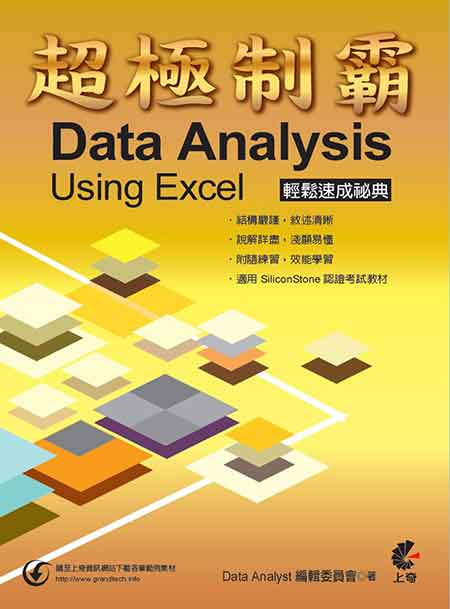 超極制霸
Data Analysis
Using Excel 輕鬆速成祕典
·結構嚴謹，敘述清晰
·說解詳盡，淺顯易懂
·附語練習，效能學習
·適用 SiliconStone 認證考試教材
請至上奇資訊網站下載各章範例素材
http://www.grandtech.info
Data Analyst 編輯委員會◎著
上奇